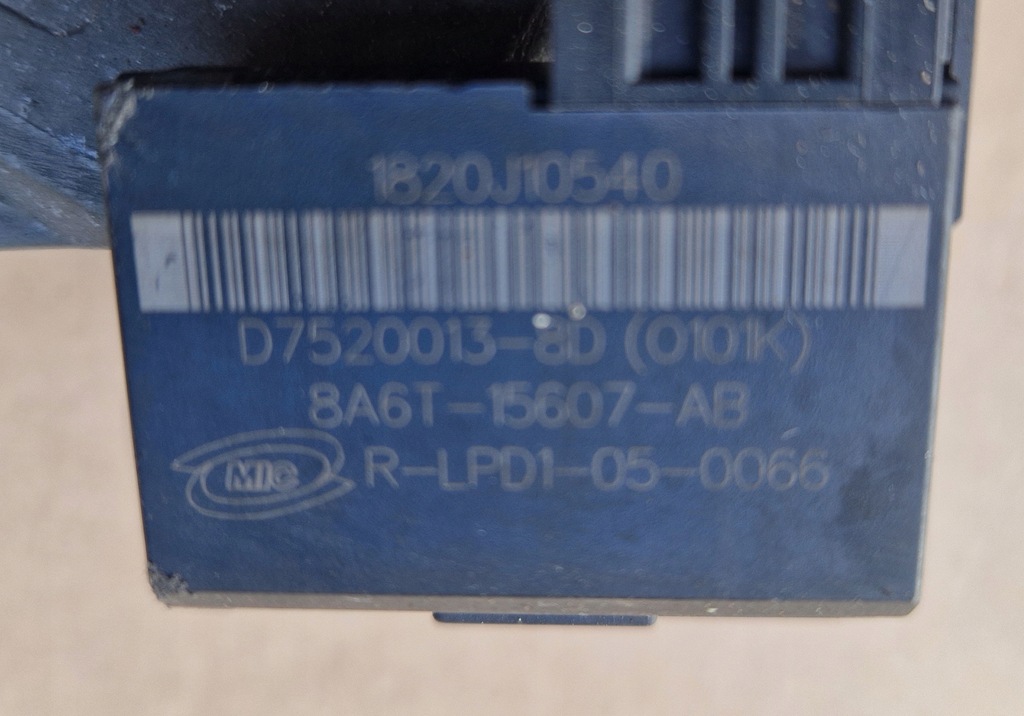 1820J10540
D7520013-8D (0101K)
8A6T-15607-AB
MIC R-LPD1-05-0066